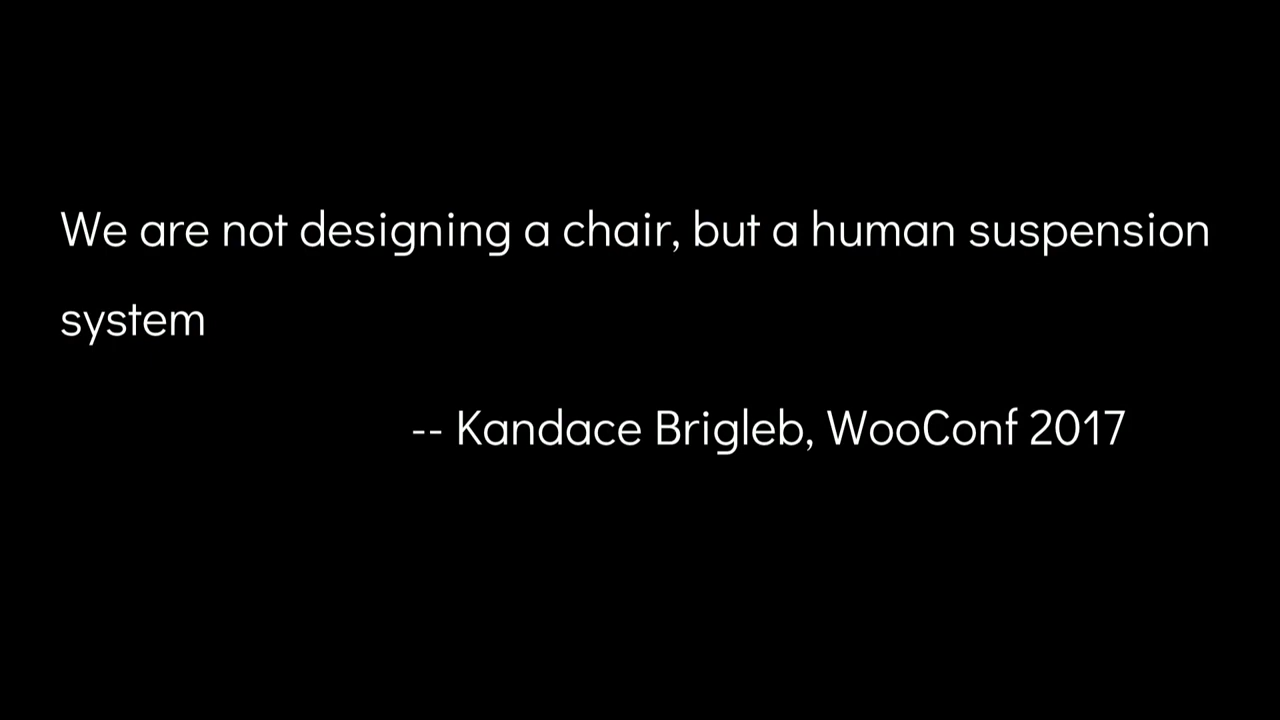 We are not designing a chair, but a human suspension
system
-- Kandace Brigleb, WooConf 2017